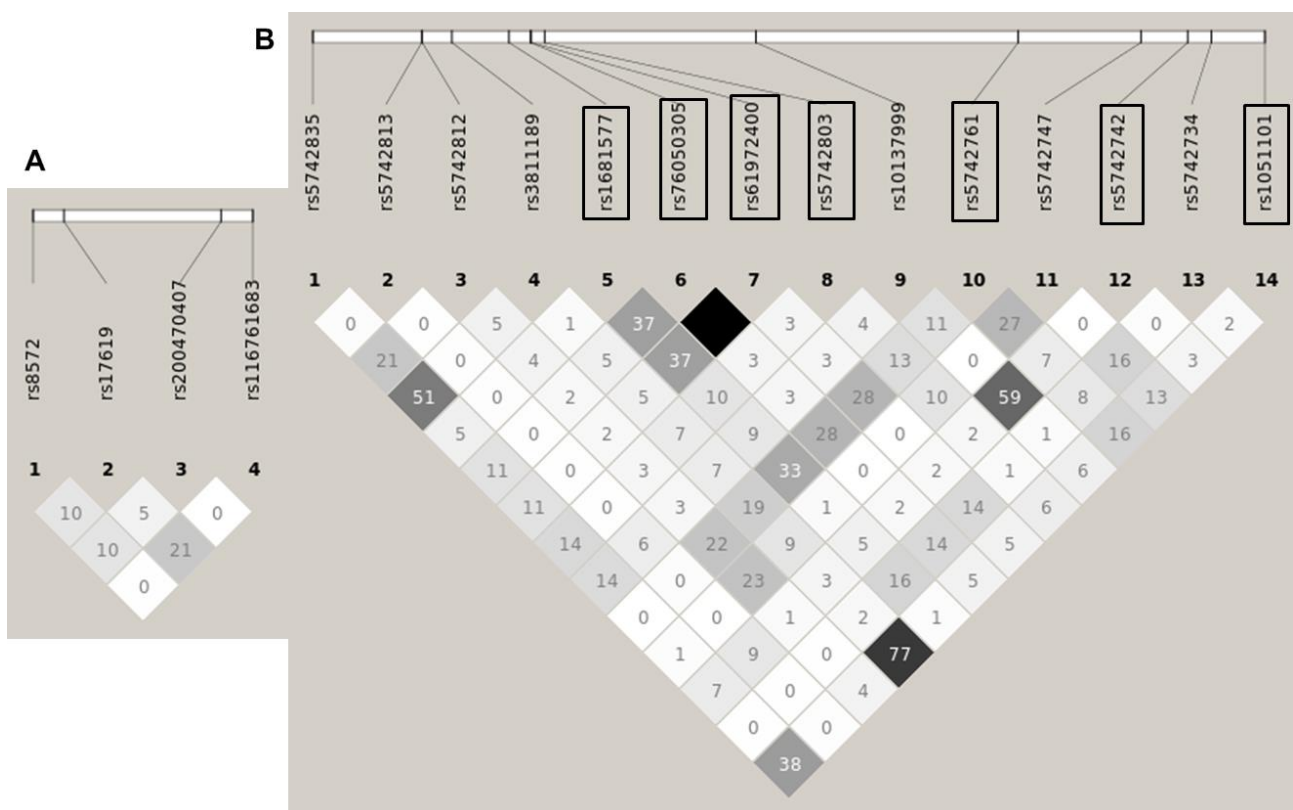 A
rs8572
rs17619
rs200470407
rs116761683
1 2 3 4
10 5 0
10 21
0
B
rs5742835
rs5742813
rs5742812
rs3811189
rs1681577
rs76050305
rs61972400
rs5742803
rs10137999
rs5742761
rs5742747
rs5742742
rs5742734
rs1051101
1 2 3 4 5 6 7 8 9 10 11 12 13 14
0 0 5 1 37 3 4 11 27 0 0 2
21 0 4 5 37 3 3 13 0 7 16 3
51 0 2 5 10 3 28 10 59 8 13
5 0 2 7 9 28 0 2 1 16
11 0 3 7 33 0 2 1 6
11 0 3 19 1 2 14 6
14 6 22 9 5 14 5
14 0 23 3 16 5
0 0 1 2 1
1 9 0 77
7 0 4
0 0
38